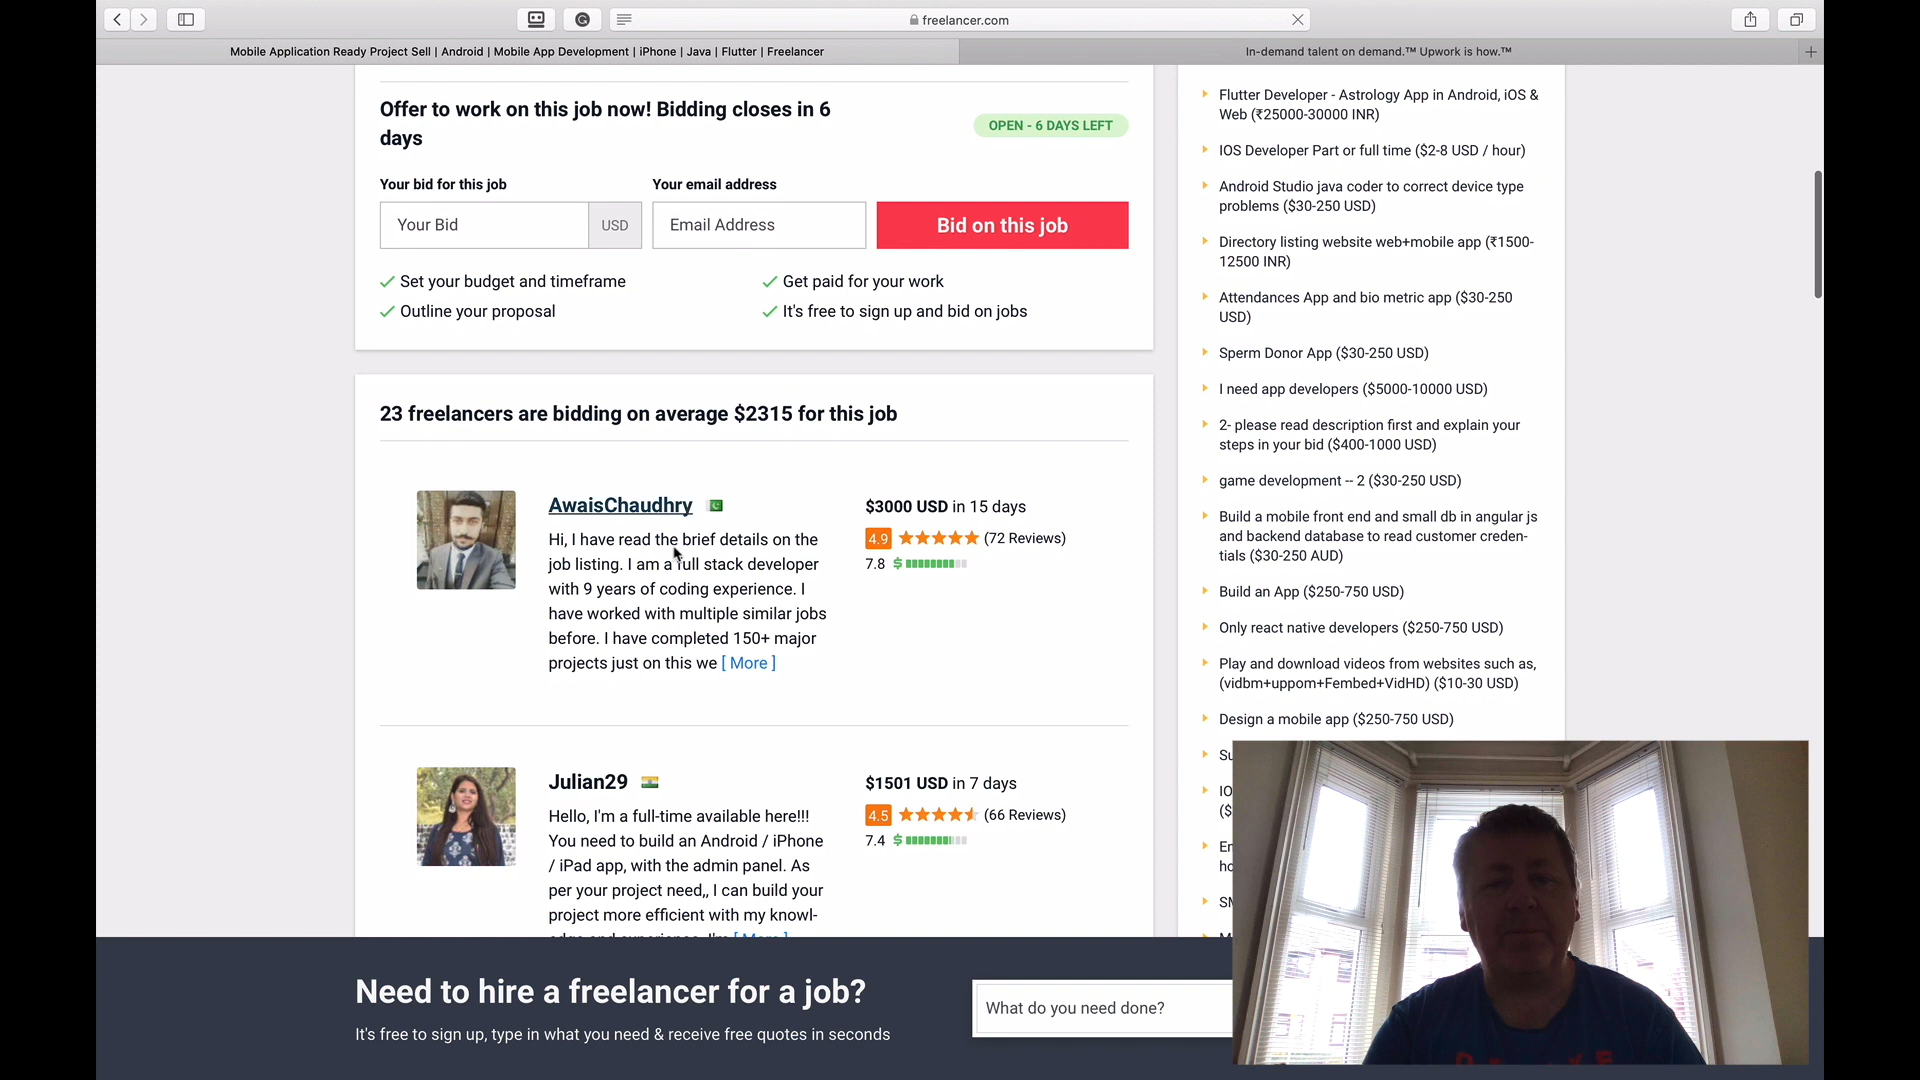 freelancer.com
Mobile Application Ready Project Sell | Android | Mobile App Development | iPhone | Java | Flutter | Freelancer
In-demand talent on demand.™ Upwork is how.™
Offer to work on this job now! Bidding closes in 6
days
OPEN - 6 DAYS LEFT
Your bid for this job
Your email address
Your Bid
USD
Email Address
Bid on this job
Set your budget and timeframe
Get paid for your work
Outline your proposal
It's free to sign up and bid on jobs
23 freelancers are bidding on average $2315 for this job
AwaisChaudhry
Hi, I have read the brief details on the
job listing. I am a full stack developer
with 9 years of coding experience. I
have worked with multiple similar jobs
before. I have completed 150+ major
projects just on this we [ More ]
$3000 USD in 15 days
4.9 (72 Reviews)
7.8 $
Julian29
Hello, I'm a full-time available here!!!
You need to build an Android / iPhone
/ iPad app, with the admin panel. As
per your project need,, I can build your
project more efficient with my knowl-
$1501 USD in 7 days
4.5 (66 Reviews)
7.4 $
Flutter Developer - Astrology App in Android, iOS &
Web (₹25000-30000 INR)
IOS Developer Part or full time ($2-8 USD / hour)
Android Studio java coder to correct device type
problems ($30-250 USD)
Directory listing website web+mobile app (₹1500-
12500 INR)
Attendances App and bio metric app ($30-250
USD)
Sperm Donor App ($30-250 USD)
I need app developers ($5000-10000 USD)
2- please read description first and explain your
steps in your bid ($400-1000 USD)
game development -- 2 ($30-250 USD)
Build a mobile front end and small db in angular js
and backend database to read customer creden-
tials ($30-250 AUD)
Build an App ($250-750 USD)
Only react native developers ($250-750 USD)
Play and download videos from websites such as,
(vidbm+uppom+Fembed+VidHD) ($10-30 USD)
Design a mobile app ($250-750 USD)
Need to hire a freelancer for a job?
It's free to sign up, type in what you need & receive free quotes in seconds
What do you need done?